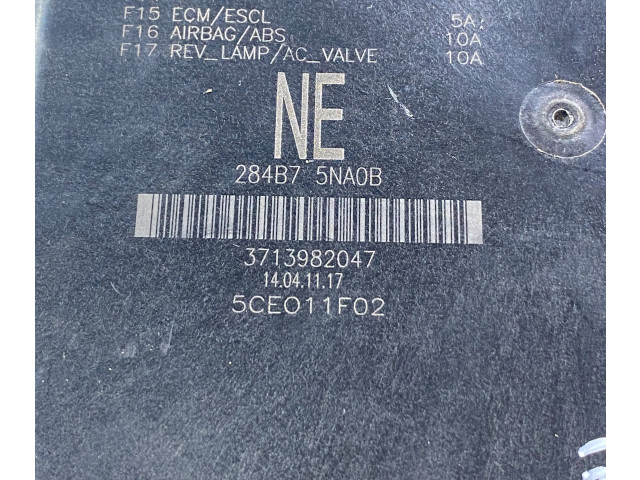 F15 ECM/ESCL 5A
F16 AIRBAG/ABS 10A
F17 REV_LAMP/AC_VALVE 10A
NE
284B7 5NA0B
3713982047
14.04.11.17
5CE011F02